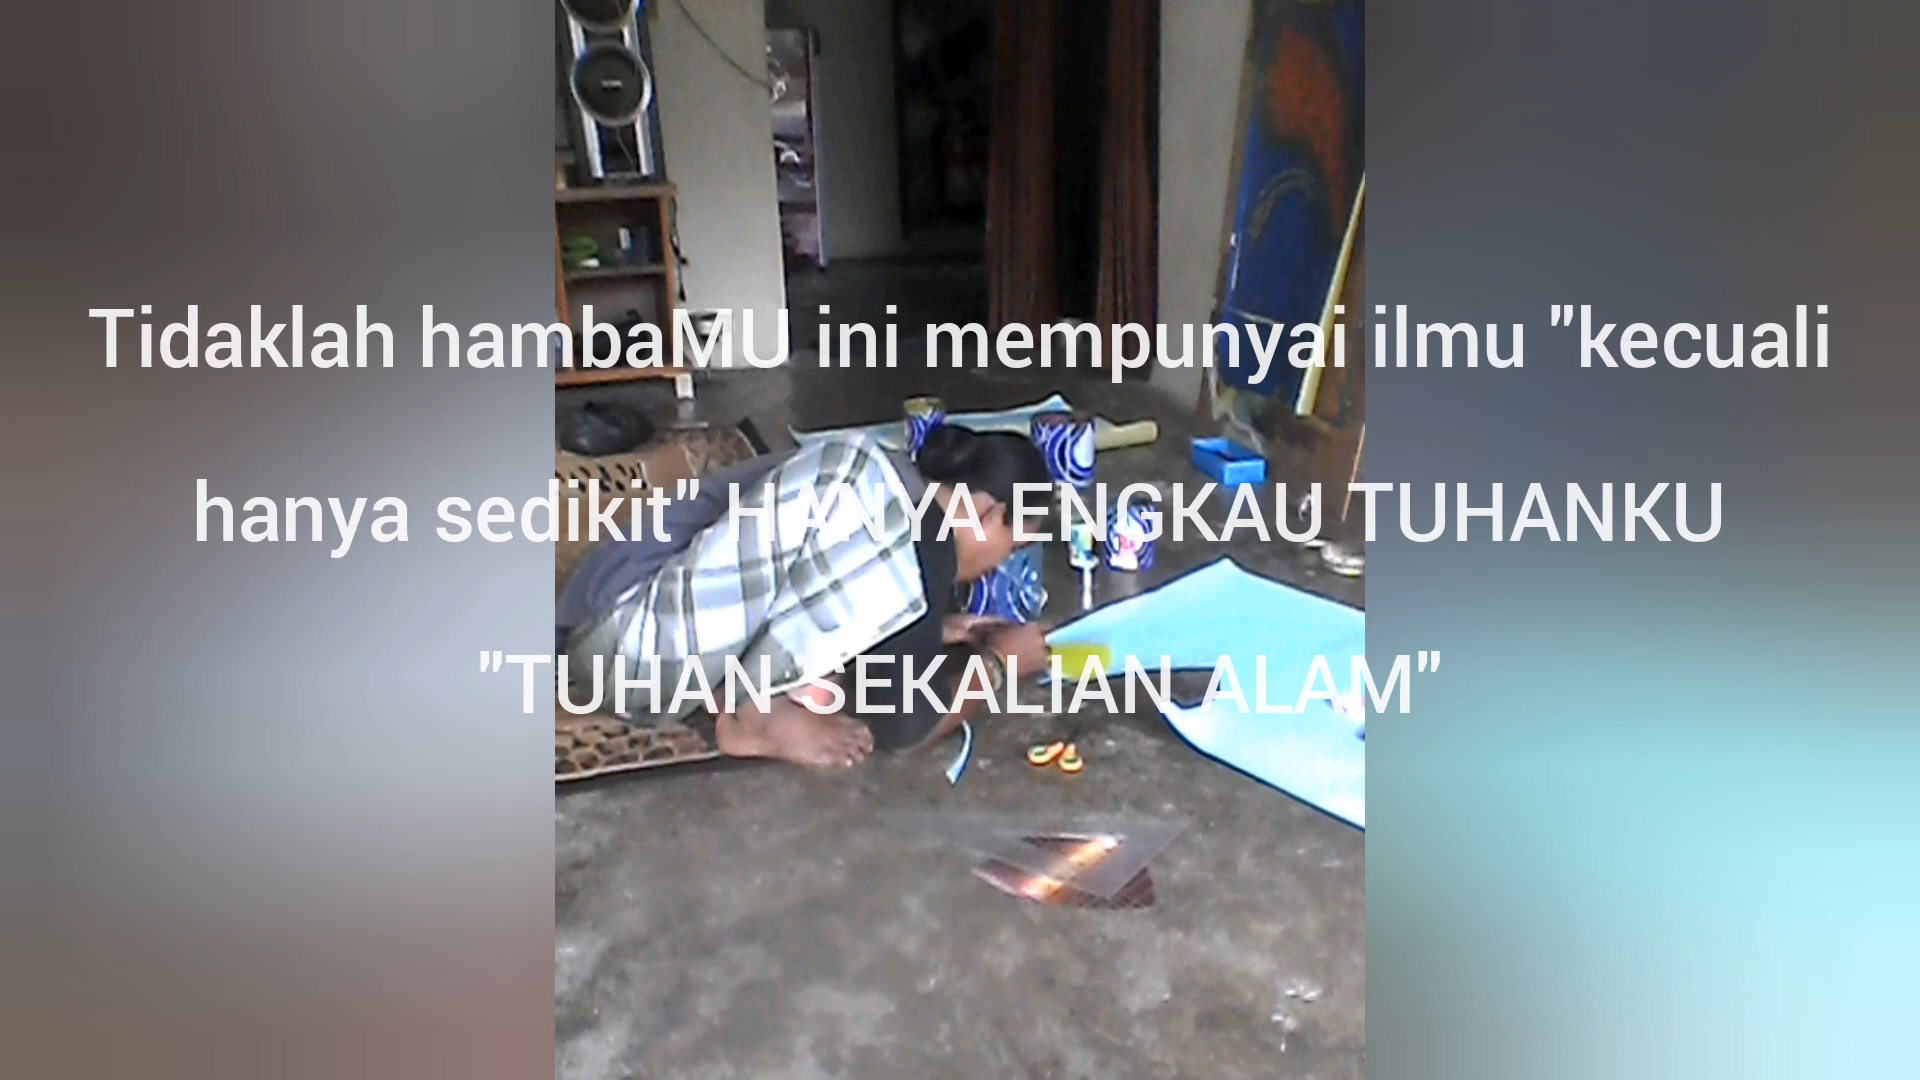 Tidaklah hambaMU ini mempunyai ilmu "kecuali
hanya sedikit" HANYA ENGKAU TUHANKU
"TUHAN SEKALIAN ALAM"